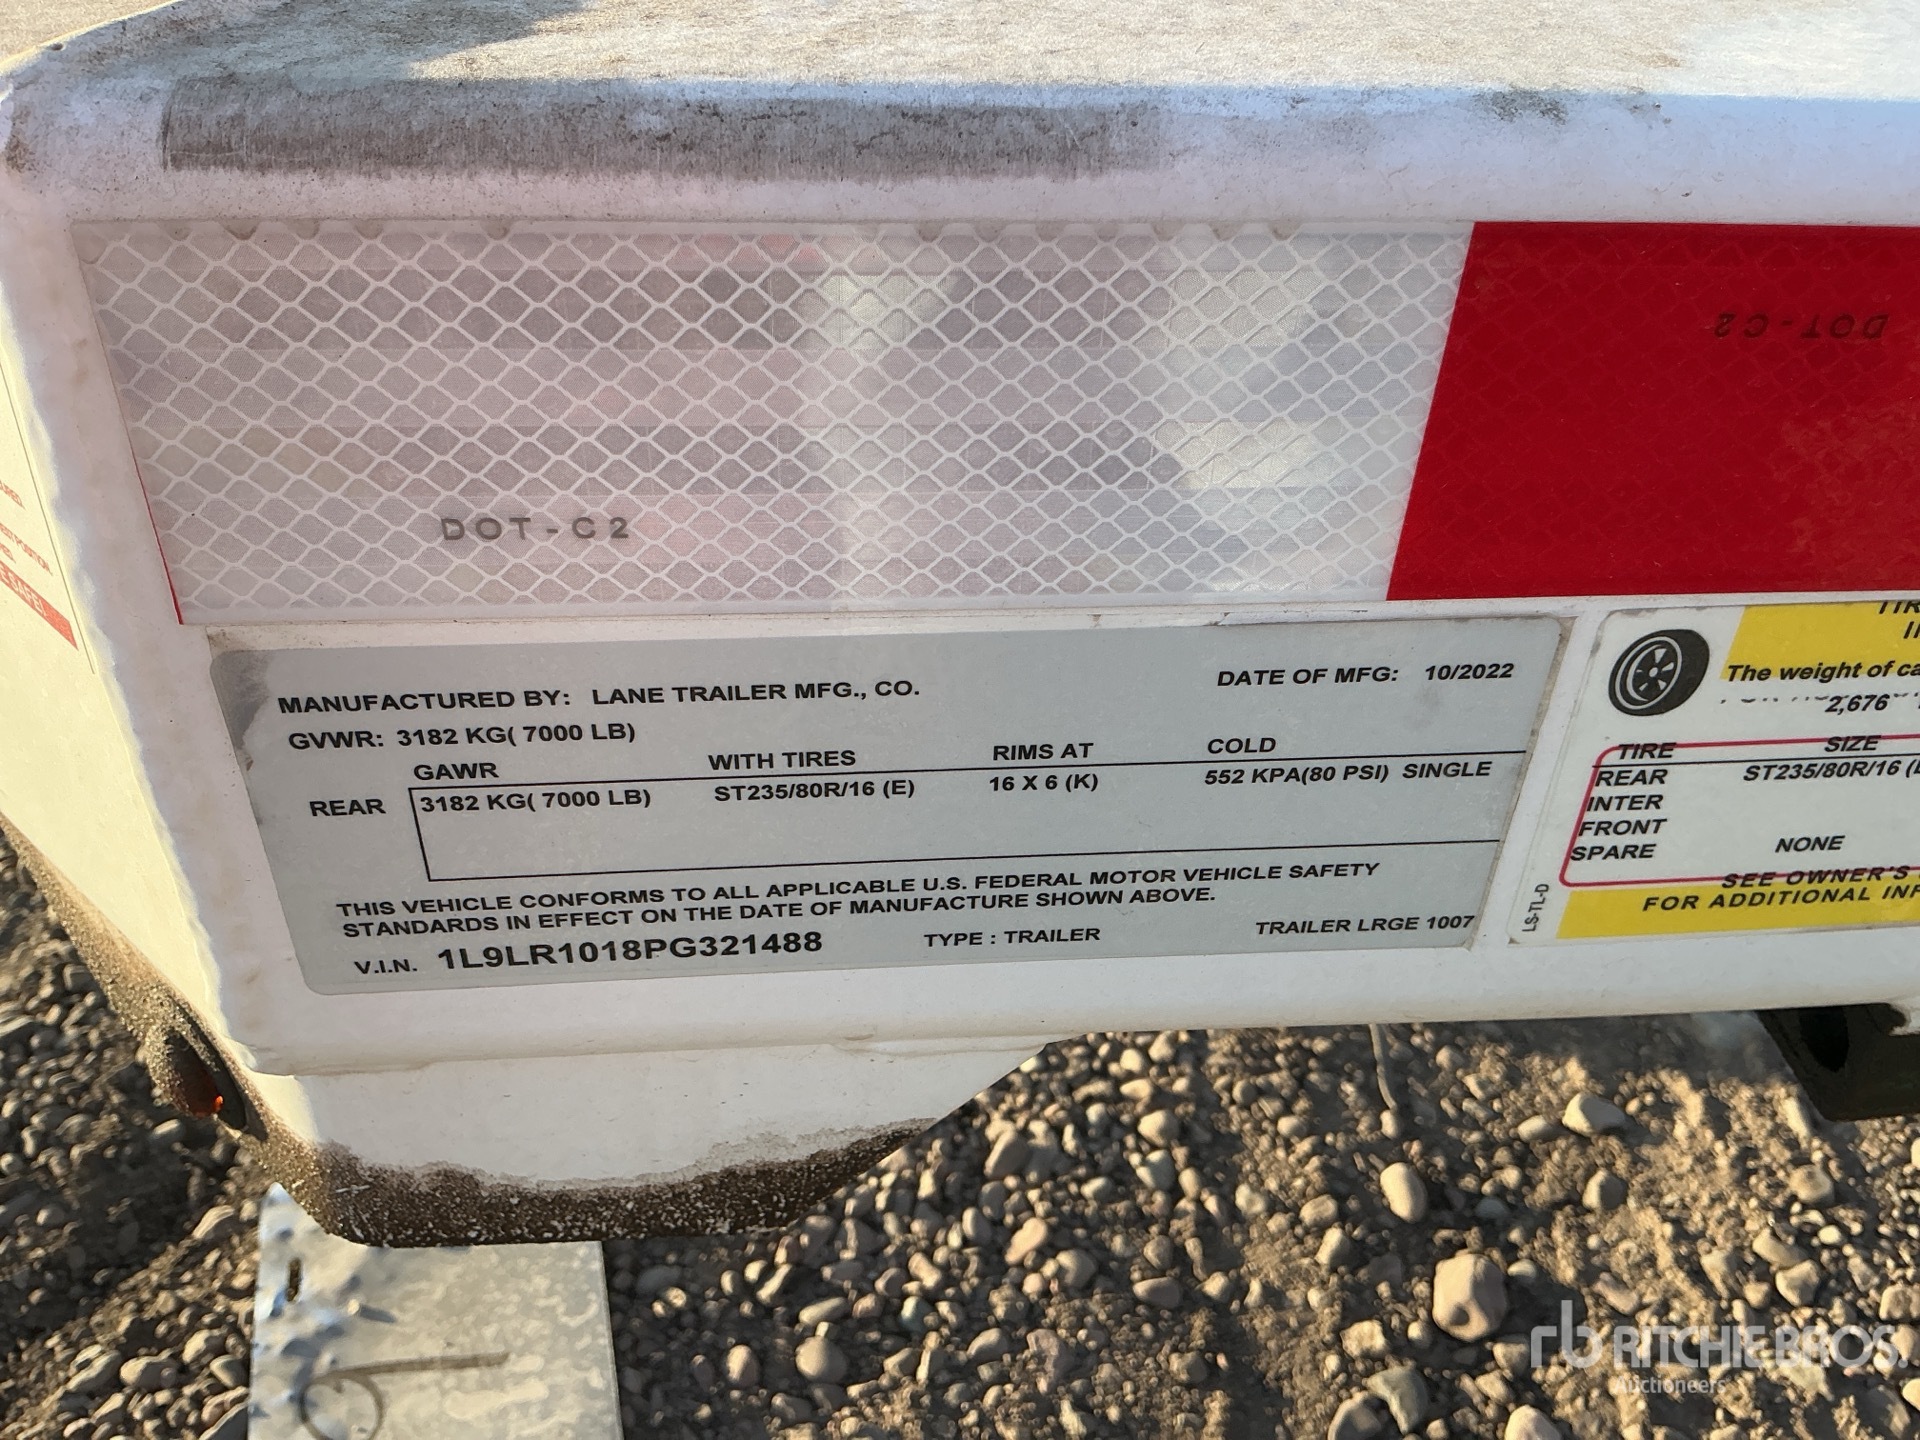 DOT-C2
DOT-C2
MANUFACTURED BY: LANE TRAILER MFG., CO.
DATE OF MFG: 10/2022
GVWR: 3182 KG( 7000 LB)
GAWR WITH TIRES RIMS AT COLD
REAR 3182 KG( 7000 LB) ST235/80R/16 (E) 16 X 6 (K) 552 KPA(80 PSI) SINGLE
THIS VEHICLE CONFORMS TO ALL APPLICABLE U.S. FEDERAL MOTOR VEHICLE SAFETY
STANDARDS IN EFFECT ON THE DATE OF MANUFACTURE SHOWN ABOVE.
V.I.N. 1L9LR1018PG321488 TYPE : TRAILER TRAILER LRGE 1007
The weight of
2,676
TIRE SIZE
REAR ST235/80R/16
INTER
FRONT
SPARE NONE
SEE OWNER'S
FOR ADDITIONAL
LS-TL-D
rb RITCHIE BROS.
Auctioneers